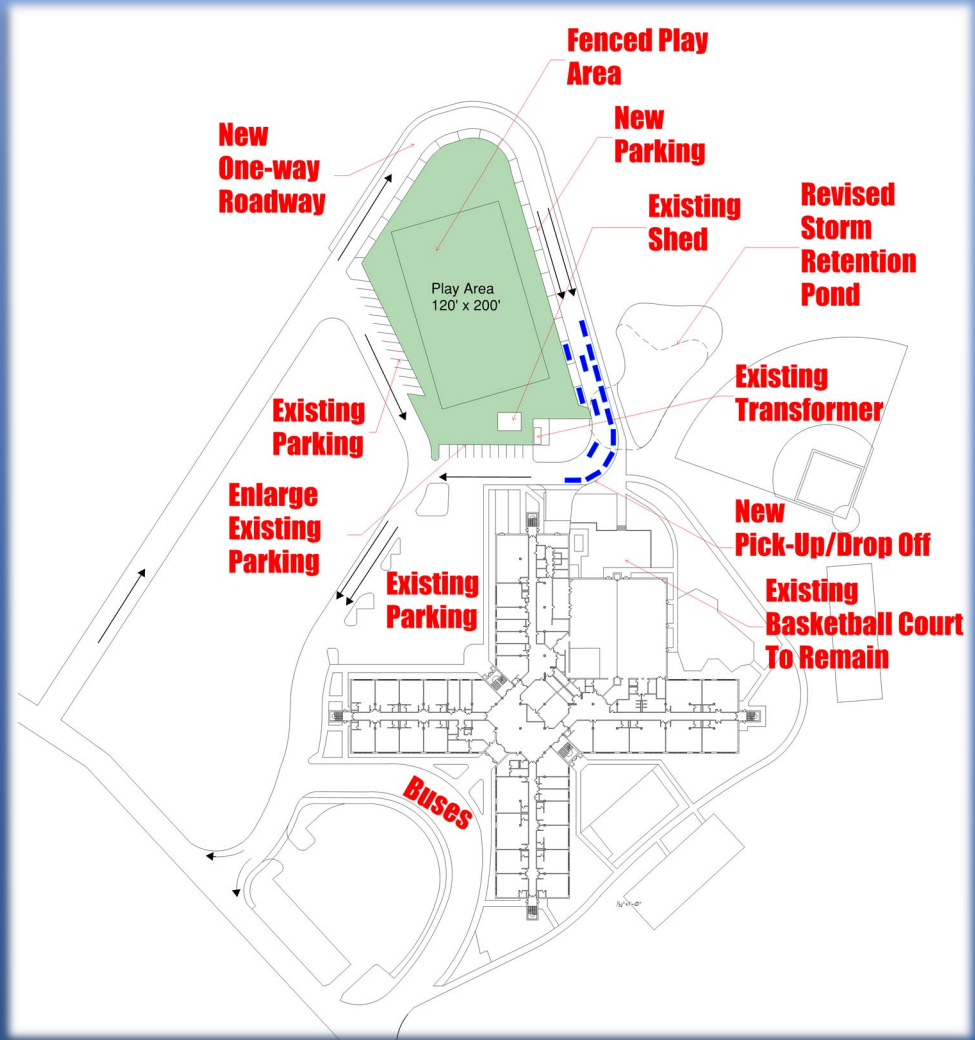 Fenced Play
Area
New
Parking
New
One-way
Roadway
Existing
Shed
Revised
Storm
Retention
Pond
Play Area
120' x 200'
Existing
Transformer
Existing
Parking
Enlarge
Existing
Parking
New
Pick-Up/Drop Off
Existing
Parking
Existing
Basketball Court
To Remain
Buses